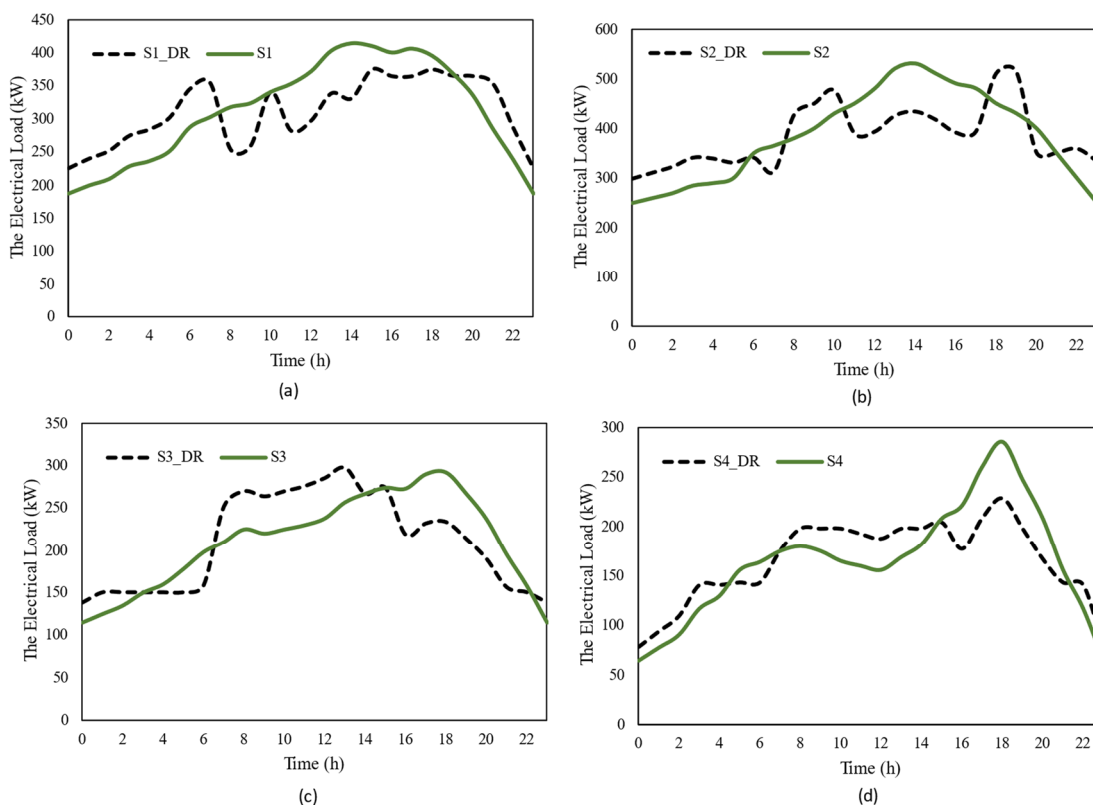 The Electrical Load (kW)
450
400
350
300
250
200
150
100
50
0
S1_DR S1
0 2 4 6 8 10 12 14 16 18 20 22
Time (h)
(a)
The Electrical Load (kW)
600
500
400
300
200
100
0
S2_DR S2
0 2 4 6 8 10 12 14 16 18 20 22
Time (h)
(b)
The Electrical Load (kW)
350
300
250
200
150
100
50
0
S3_DR S3
0 2 4 6 8 10 12 14 16 18 20 22
Time (h)
(c)
The Electrical Load (kW)
300
250
200
150
100
50
0
S4_DR S4
0 2 4 6 8 10 12 14 16 18 20 22
Time (h)
(d)